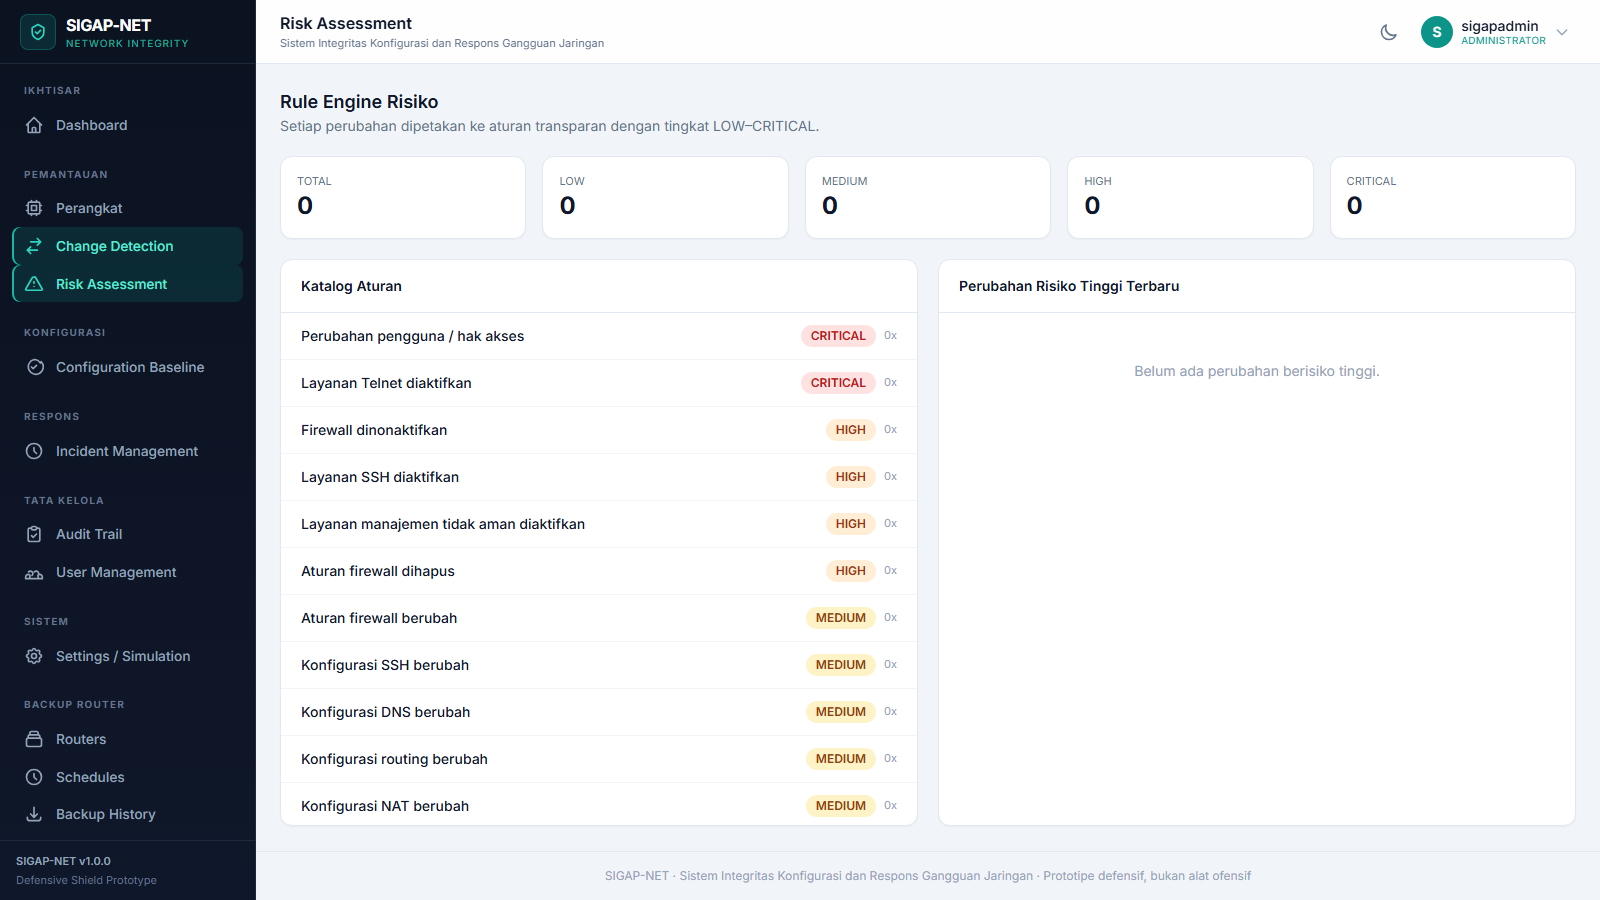 SIGAP-NET
NETWORK INTEGRITY
IKHTISAR
Dashboard
PEMANTAUAN
Perangkat
Change Detection
Risk Assessment
KONFIGURASI
Configuration Baseline
RESPONS
Incident Management
TATA KELOLA
Audit Trail
User Management
SISTEM
Settings / Simulation
BACKUP ROUTER
Routers
Schedules
Backup History
SIGAP-NET v1.0.0
Defensive Shield Prototype
Risk Assessment
Sistem Integritas Konfigurasi dan Respons Gangguan Jaringan
S
sigapadmin
ADMINISTRATOR
Rule Engine Risiko
Setiap perubahan dipetakan ke aturan transparan dengan tingkat LOW–CRITICAL.
TOTAL
0
LOW
0
MEDIUM
0
HIGH
0
CRITICAL
0
Katalog Aturan
Perubahan pengguna / hak akses CRITICAL 0x
Layanan Telnet diaktifkan CRITICAL 0x
Firewall dinonaktifkan HIGH 0x
Layanan SSH diaktifkan HIGH 0x
Layanan manajemen tidak aman diaktifkan HIGH 0x
Aturan firewall dihapus HIGH 0x
Aturan firewall berubah MEDIUM 0x
Konfigurasi SSH berubah MEDIUM 0x
Konfigurasi DNS berubah MEDIUM 0x
Konfigurasi routing berubah MEDIUM 0x
Konfigurasi NAT berubah MEDIUM 0x
Perubahan Risiko Tinggi Terbaru
Belum ada perubahan berisiko tinggi.
SIGAP-NET · Sistem Integritas Konfigurasi dan Respons Gangguan Jaringan · Prototipe defensif, bukan alat ofensif